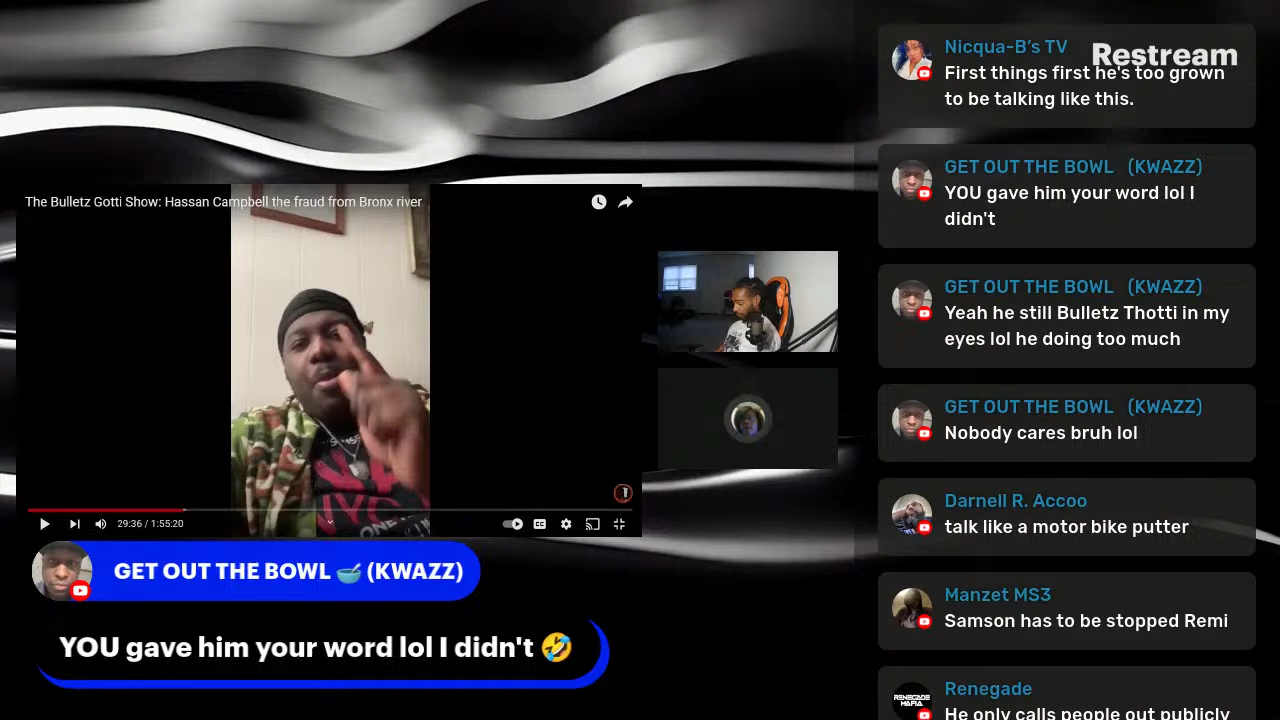 The Bulletz Gotti Show: Hassan Campbell the fraud from Bronx river
29:36 / 1:55:20
CC
GET OUT THE BOWL 🥣 (KWAZZ)
YOU gave him your word lol I didn't 🤣
Restream
Nicqua-B's TV
First things first he's too grown
to be talking like this.
GET OUT THE BOWL (KWAZZ)
YOU gave him your word lol I
didn't
GET OUT THE BOWL (KWAZZ)
Yeah he still Bulletz Thotti in my
eyes lol he doing too much
GET OUT THE BOWL (KWAZZ)
Nobody cares bruh lol
Darnell R. Accoo
talk like a motor bike putter
Manzet MS3
Samson has to be stopped Remi
RENEGADE
MAFIA
Renegade
He only calls people out publicly